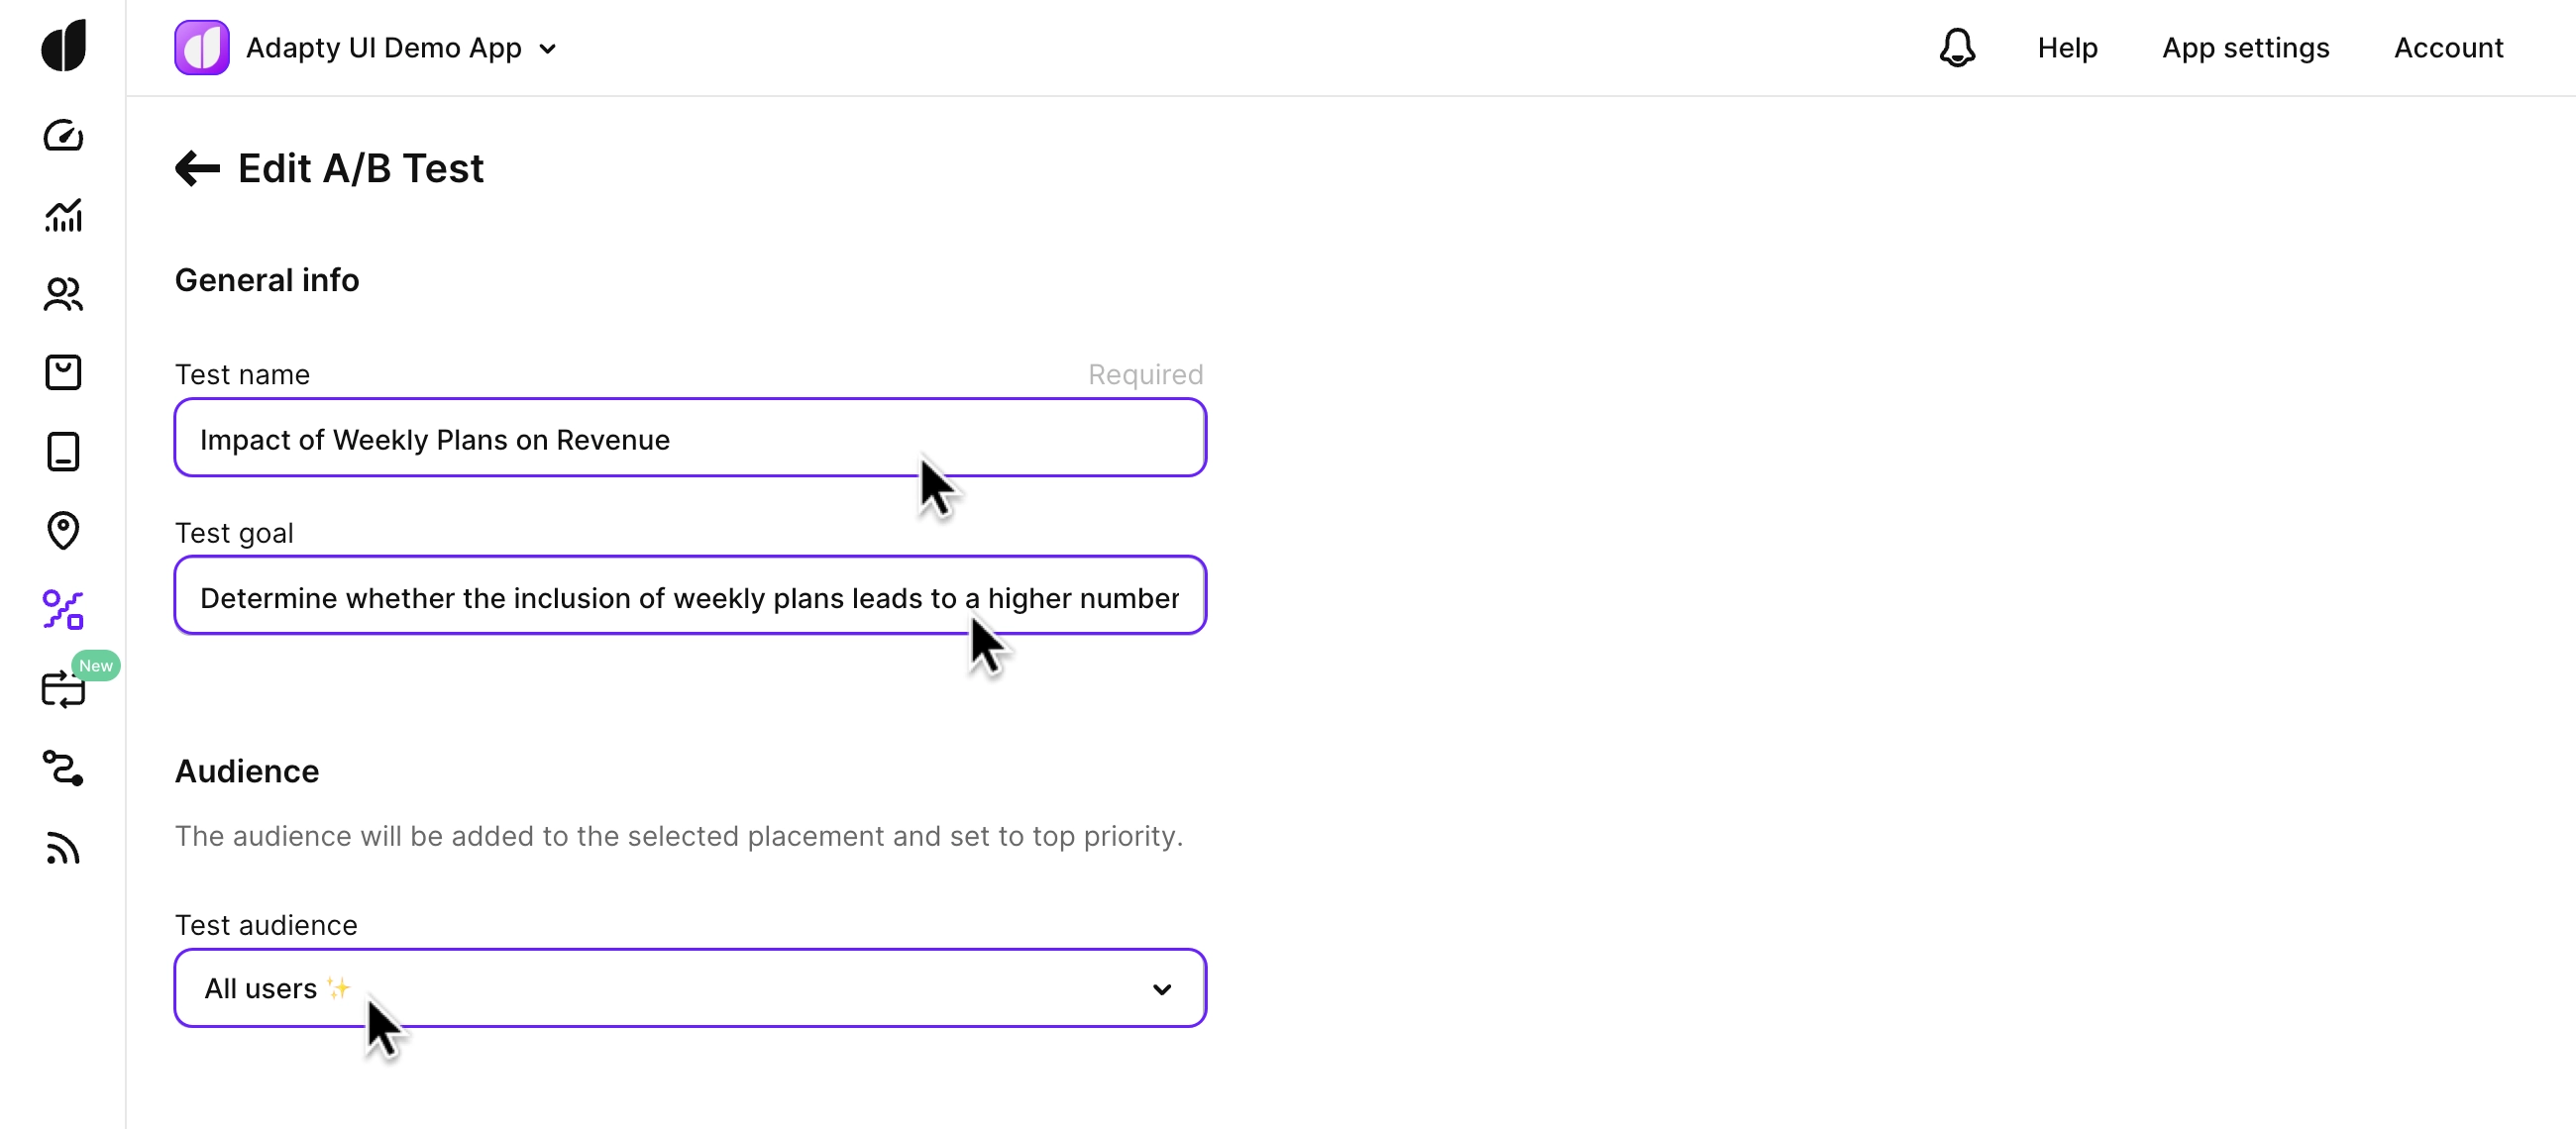 Adapty UI Demo App
Help
App settings
Account
Edit A/B Test
General info
Test name
Required
Impact of Weekly Plans on Revenue
Test goal
Determine whether the inclusion of weekly plans leads to a higher number
New
Audience
The audience will be added to the selected placement and set to top priority.
Test audience
All users ✨